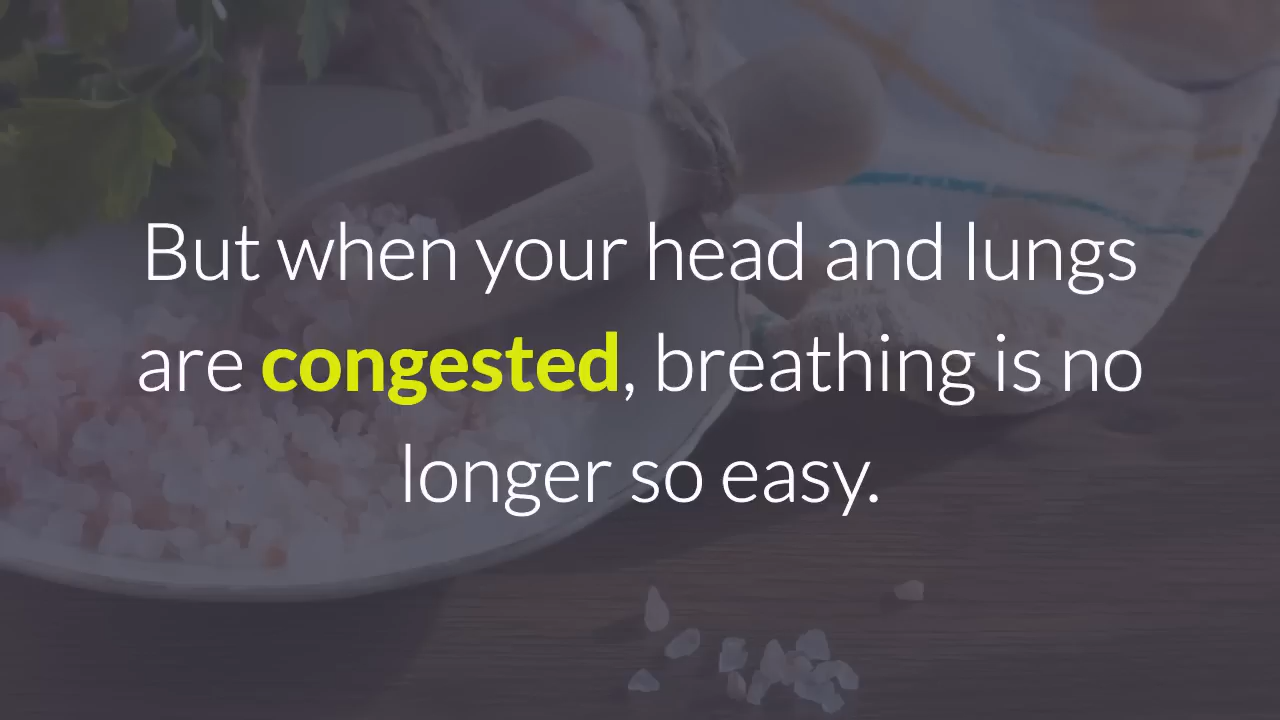 But when your head and lungs
are congested, breathing is no
longer so easy.